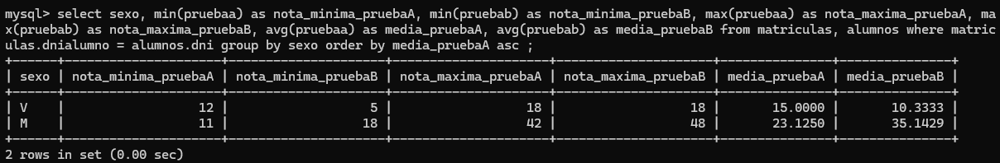 mysql> select sexo, min(pruebaa) as nota_minima_pruebaA, min(pruebab) as nota_minima_pruebaB, max(pruebaa) as nota_maxima_pruebaA, ma
x(pruebab) as nota_maxima_pruebaB, avg(pruebaa) as media_pruebaA, avg(pruebab) as media_pruebaB from matriculas, alumnos where matric
ulas.dnialumno = alumnos.dni group by sexo order by media_pruebaA asc ;
+------+---------------------+---------------------+---------------------+---------------------+---------------+---------------+
| sexo | nota_minima_pruebaA | nota_minima_pruebaB | nota_maxima_pruebaA | nota_maxima_pruebaB | media_pruebaA | media_pruebaB |
+------+---------------------+---------------------+---------------------+---------------------+---------------+---------------+
| V    |                  12 |                   5 |                  18 |                  18 |       15.0000 |       10.3333 |
| M    |                  11 |                  18 |                  42 |                  48 |       23.1250 |       35.1429 |
+------+---------------------+---------------------+---------------------+---------------------+---------------+---------------+
2 rows in set (0.00 sec)